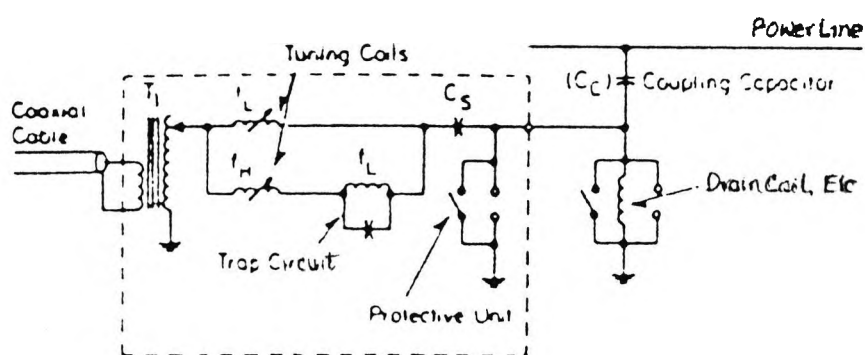 Power Line
Tuning Coils
(Cc) Coupling Capacitor
Coaxial
Cable
T1
fL
CS
fH
fL
Drain Coil, Etc
Trap Circuit
Protective Unit